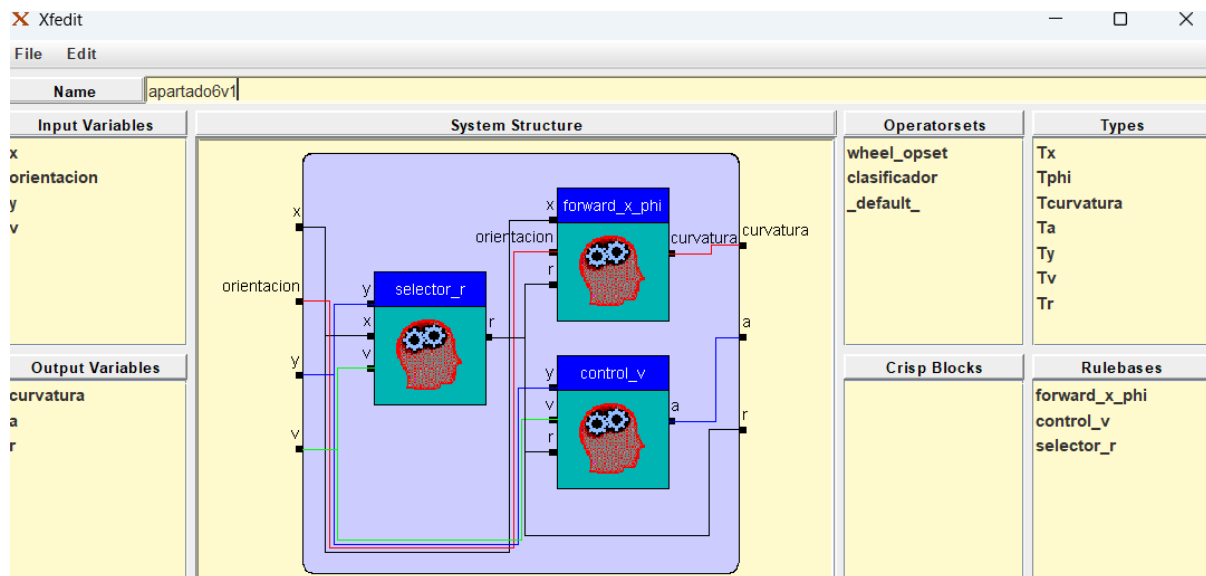 Xfedit
File Edit
Name apartado6v1
Input Variables
x
orientacion
y
v
Output Variables
curvatura
a
r
System Structure
x
orientacion
y
v
y selector_r
x
v
r
x forward_x_phi
orientacion
r
curvatura
y control_v
v
r
a
curvatura
a
r
Operatorsets
wheel_opset
clasificador
_default_
Types
Tx
Tphi
Tcurvatura
Ta
Ty
Tv
Tr
Crisp Blocks
Rulebases
forward_x_phi
control_v
selector_r